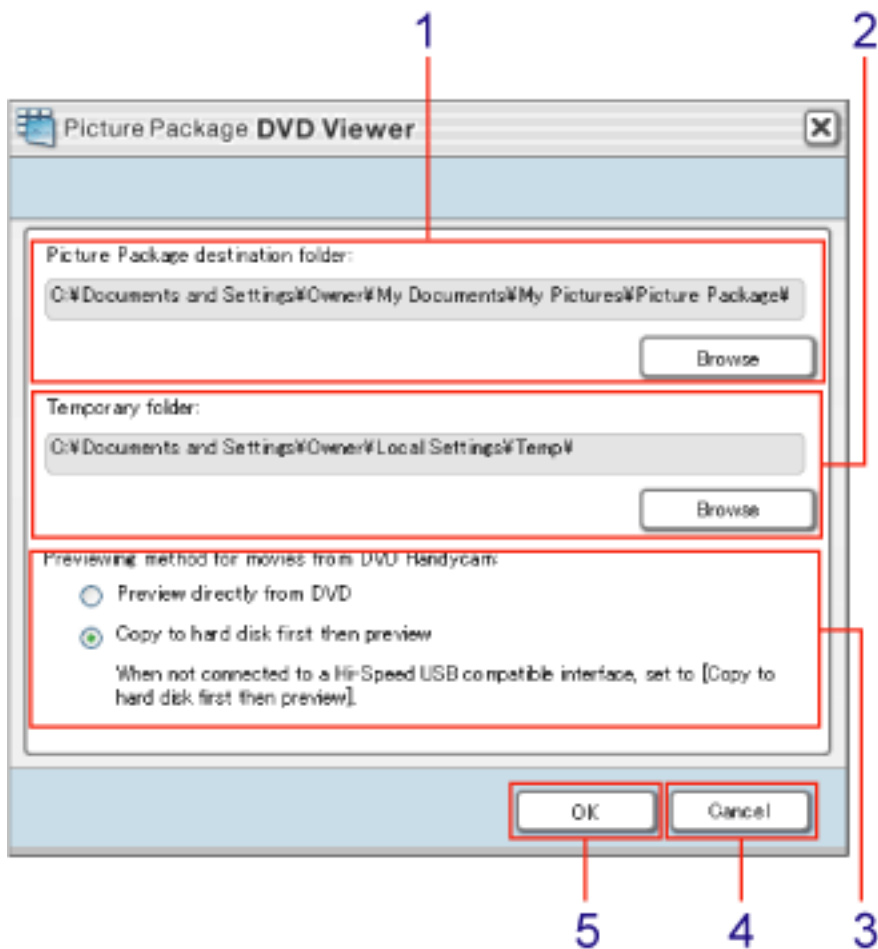 1
2
Picture Package DVD Viewer
Picture Package destination folder:
C:¥Documents and Settings¥Owner¥My Documents¥My Pictures¥Picture Package¥
Browse
Temporary folder:
C:¥Documents and Settings¥Owner¥Local Settings¥Temp¥
Browse
Previewing method for movies from DVD Handycam:
Preview directly from DVD
Copy to hard disk first then preview
When not connected to a Hi-Speed USB compatible interface, set to [Copy to
hard disk first then preview].
OK
Cancel
5
4
3